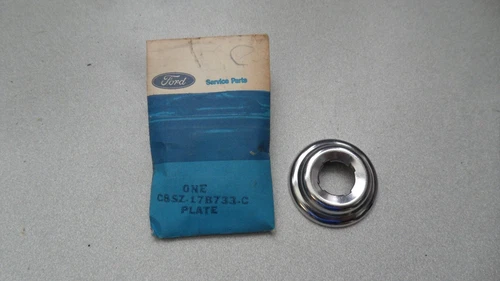 Ford
Service Parts
ONE
C8SZ-17B733-C
PLATE